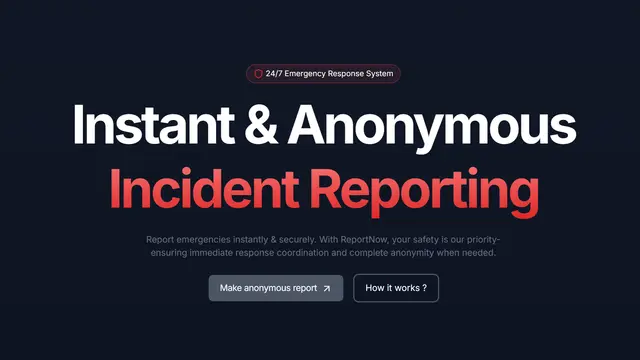 24/7 Emergency Response System
Instant & Anonymous
Incident Reporting
Report emergencies instantly & securely. With ReportNow, your safety is our priority-
ensuring immediate response coordination and complete anonymity when needed.
Make anonymous report
How it works ?